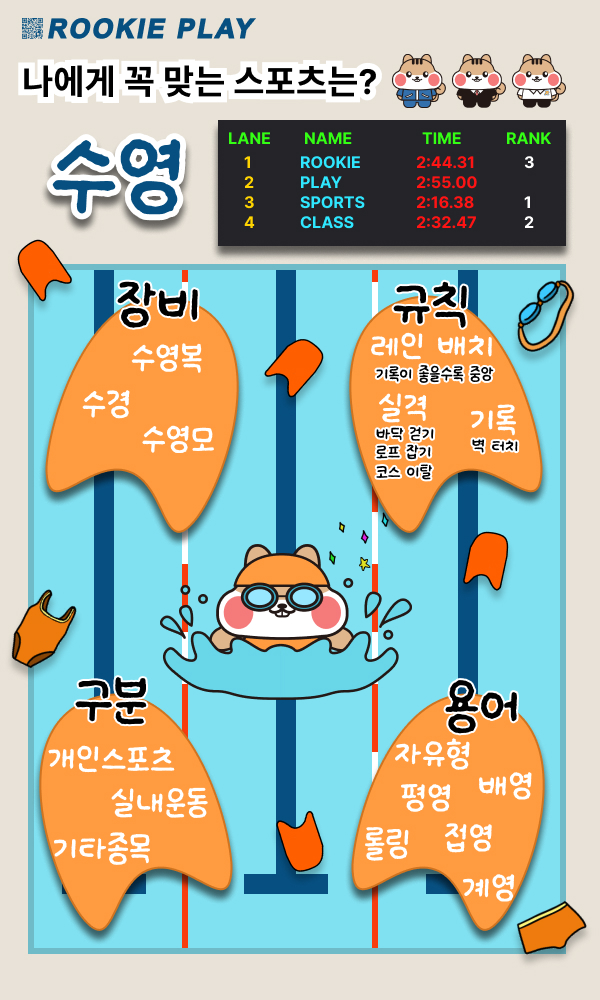 ROOKIE PLAY
나에게 꼭 맞는 스포츠는?
수영
LANE NAME TIME RANK
1 ROOKIE 2:44.31 3
2 PLAY 2:55.00
3 SPORTS 2:16.38 1
4 CLASS 2:32.47 2
장비
수영복
수경
수영모
규칙
레인 배치
기록이 좋을수록 중앙
실격
바닥 걷기
로프 잡기
코스 이탈
기록
벽 터치
구분
개인스포츠
실내운동
기타종목
용어
자유형
평영
배영
롤링
접영
계영